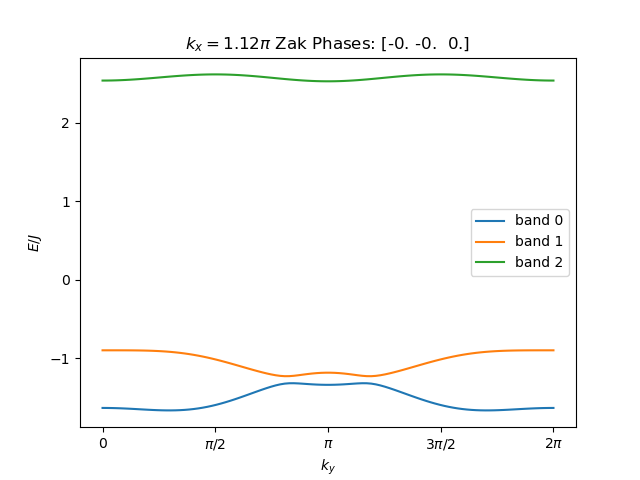 $k_x = 1.12\pi$ Zak Phases: [-0. -0.  0.]
E/J
2
1
0
−1
band 0
band 1
band 2
0
π/2
π
3π/2
2π
$k_y$